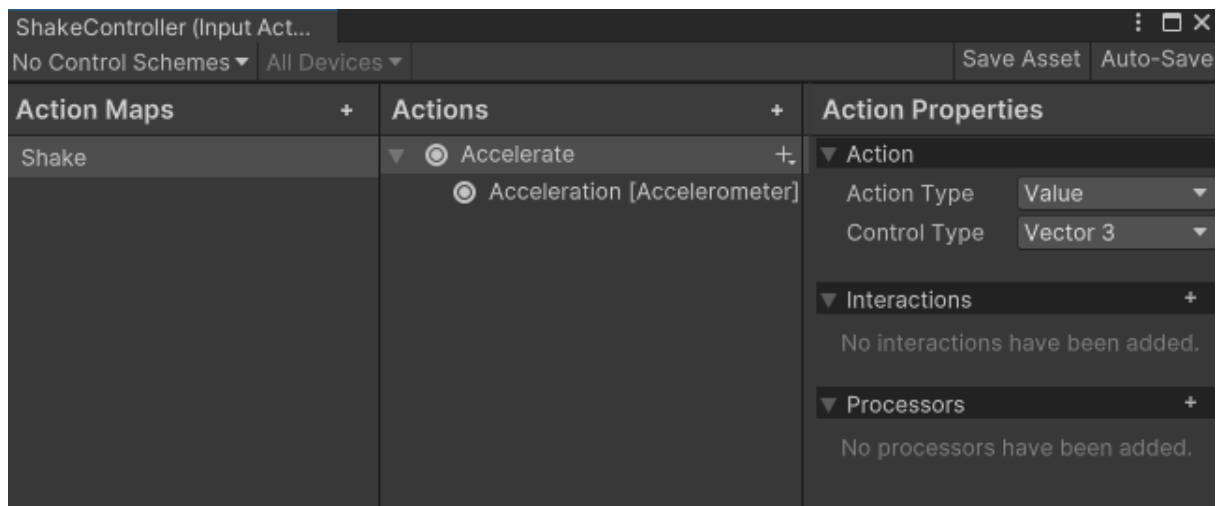 ShakeController (Input Act...
No Control Schemes All Devices Save Asset Auto-Save
Action Maps + Actions + Action Properties
Shake
Accelerate
Acceleration [Accelerometer]
Action
Action Type Value
Control Type Vector 3
Interactions +
No interactions have been added.
Processors +
No processors have been added.